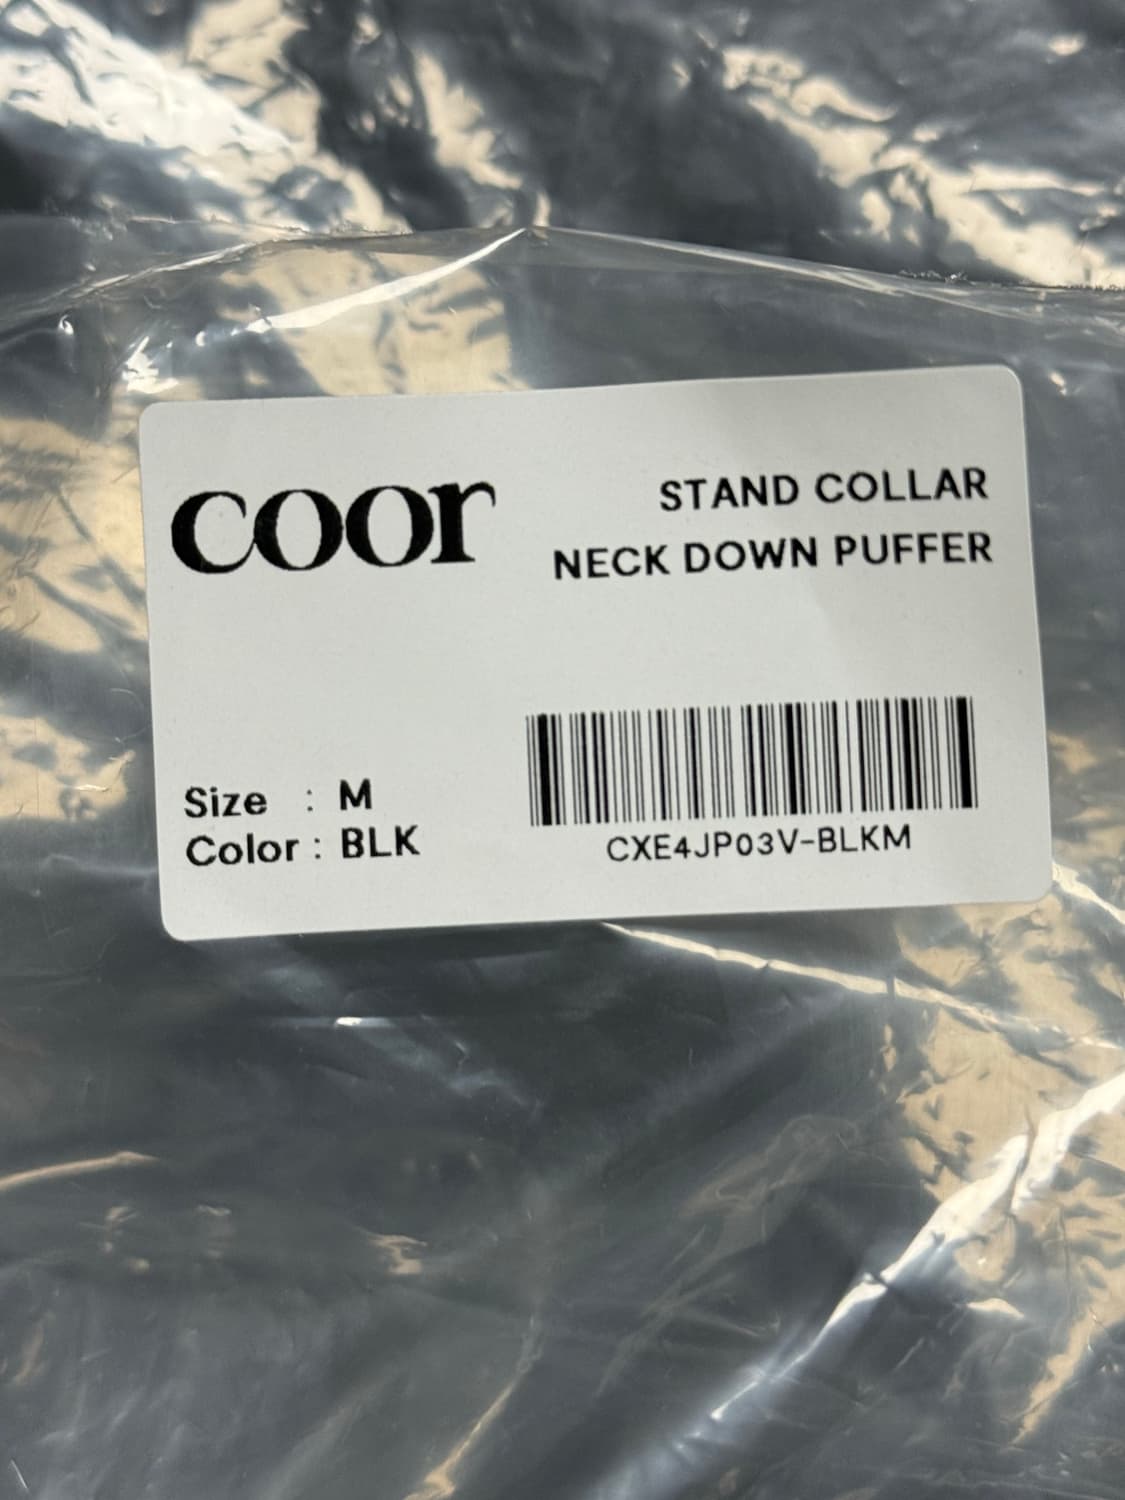 coor
STAND COLLAR
NECK DOWN PUFFER
Size : M
Color : BLK
CXE4JP03V-BLKM